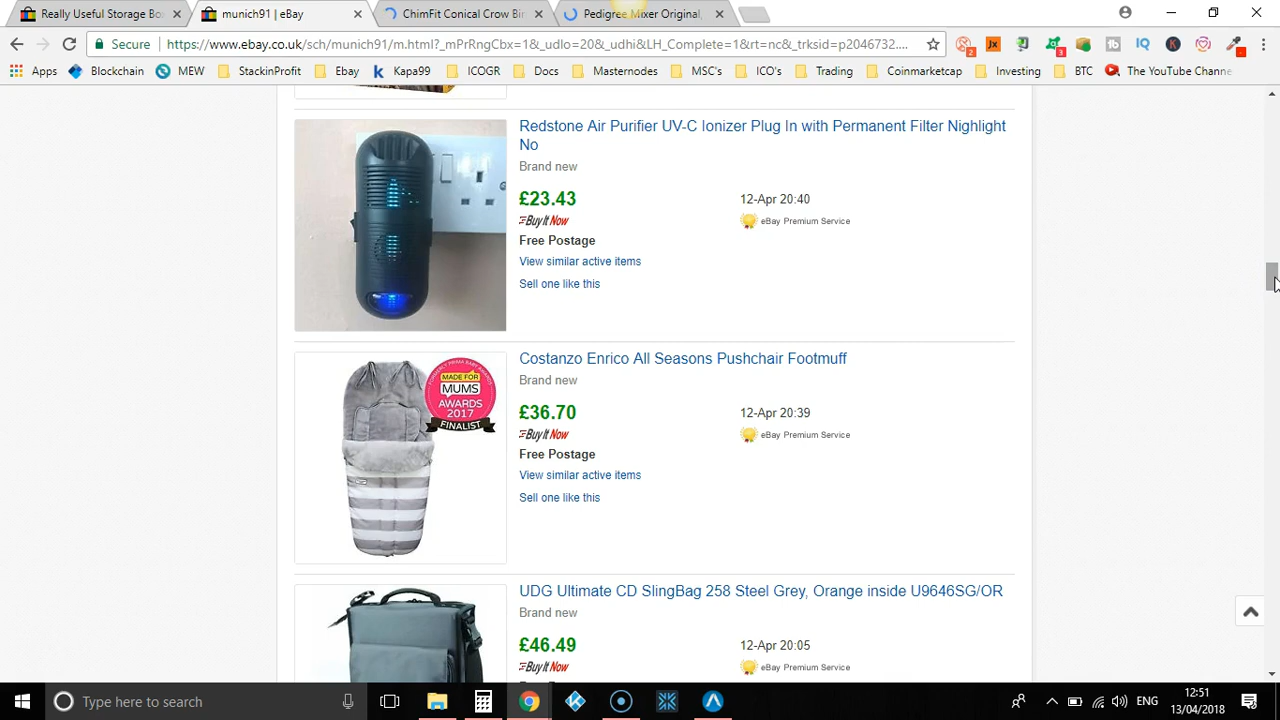 Really Useful Storage Bo
munich91 | eBay
ChimFit Conical Crow Bir
Pedigree Mixer Original,
Secure
https://www.ebay.co.uk/sch/munich91/m.html?_mPrRngCbx=1&_udlo=20&_udhi&LH_Complete=1&rt=nc&_trksid=p2046732....
Apps
Blockchain
MEW
StackinProfit
Ebay
Kapa99
ICOGR
Docs
Masternodes
MSC's
ICO's
Trading
Coinmarketcap
Investing
BTC
The YouTube Channe
Redstone Air Purifier UV-C Ionizer Plug In with Permanent Filter Nighlight
No
Brand new
£23.43
12-Apr 20:40
Buy It Now
eBay Premium Service
Free Postage
View similar active items
Sell one like this
MADE FOR
MUMS
AWARDS
2017
FINALIST
Costanzo Enrico All Seasons Pushchair Footmuff
Brand new
£36.70
12-Apr 20:39
Buy It Now
eBay Premium Service
Free Postage
View similar active items
Sell one like this
UDG Ultimate CD SlingBag 258 Steel Grey, Orange inside U9646SG/OR
Brand new
£46.49
12-Apr 20:05
Buy It Now
eBay Premium Service
Type here to search
ENG
12:51
13/04/2018